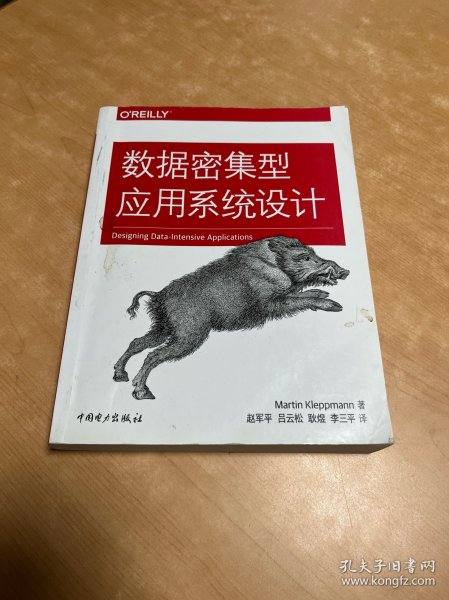 O'REILLY®
数据密集型
应用系统设计
Designing Data-Intensive Applications
Martin Kleppmann 著
赵军平 吕云松 耿煜 李三平 译
中国电力出版社
孔夫子旧书网
www.kongfz.com